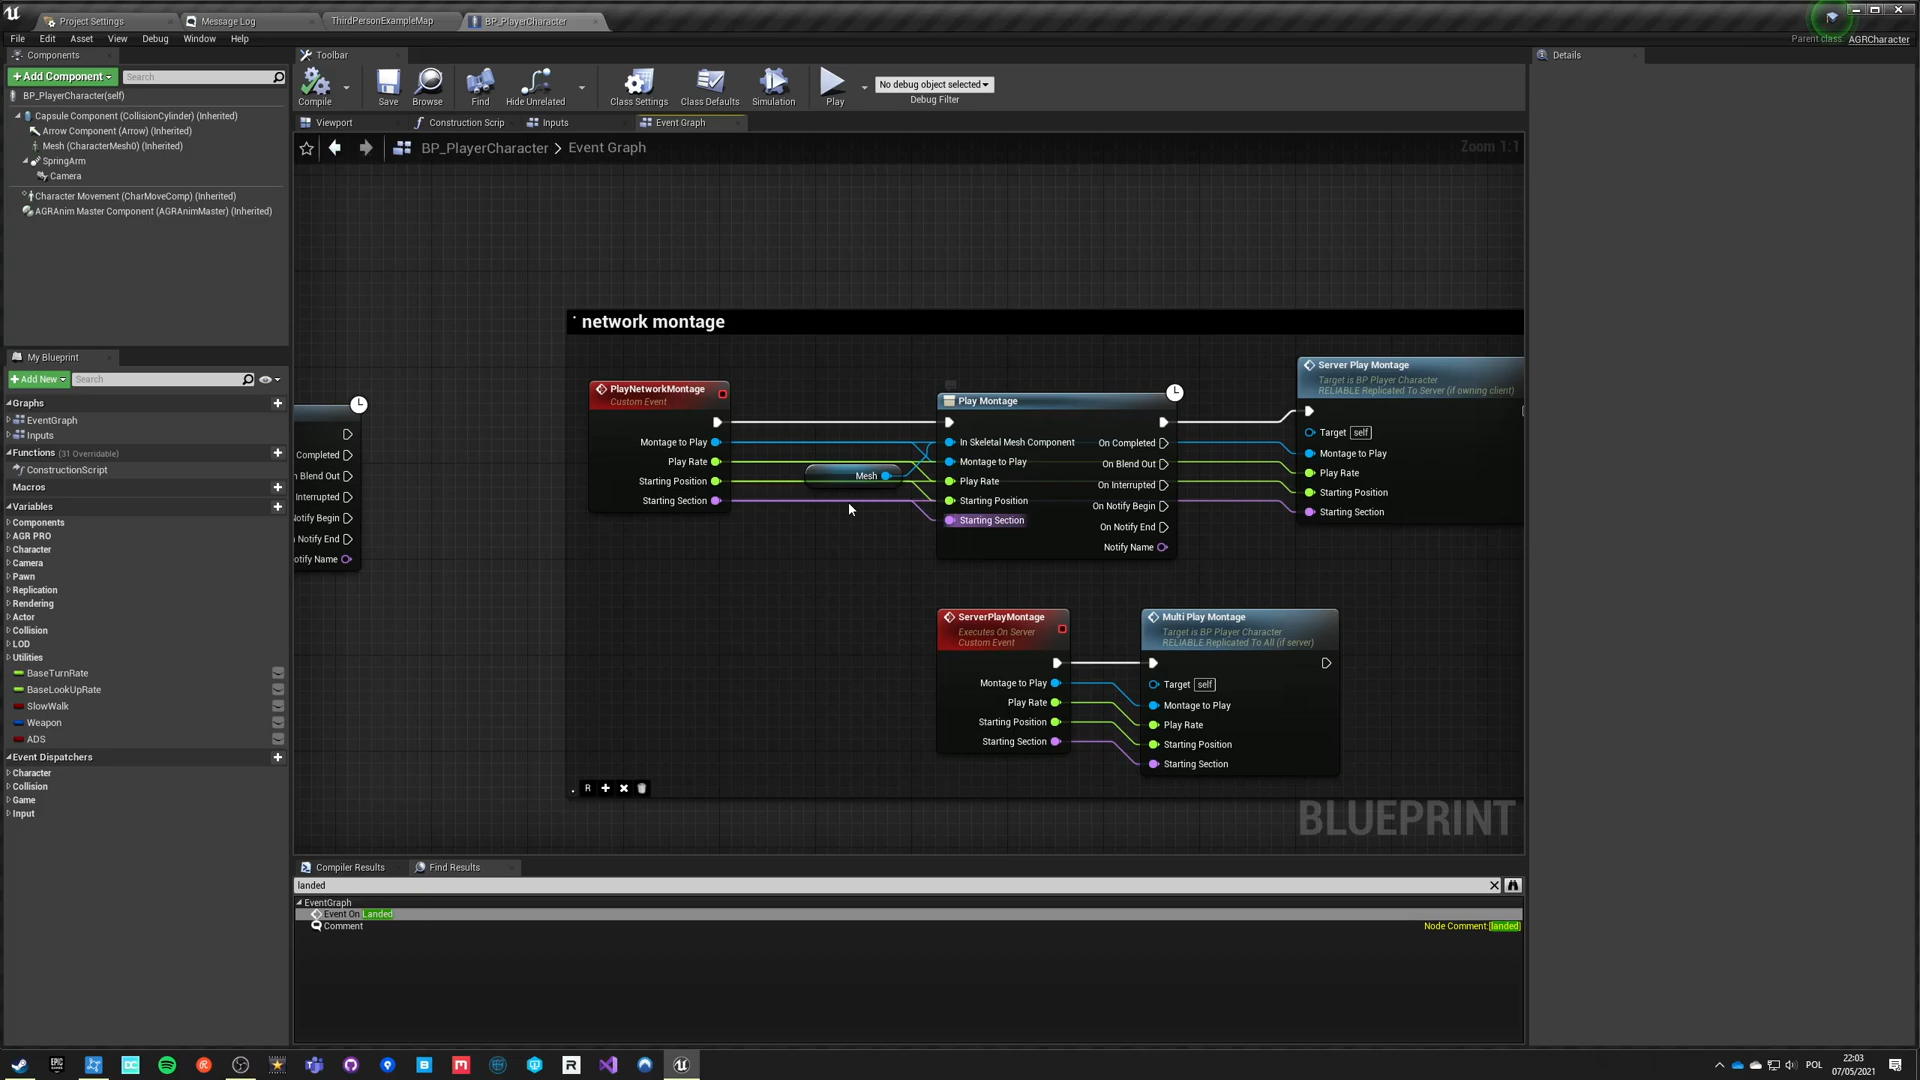 Project Settings
Message Log
ThirdPersonExampleMap
BP_PlayerCharacter
File Edit Asset View Debug Window Help
Parent class: AGRCharacter
Components
+Add Component
Search
BP_PlayerCharacter(self)
Capsule Component (CollisionCylinder) (Inherited)
Arrow Component (Arrow) (Inherited)
Mesh (CharacterMesh0) (Inherited)
SpringArm
Camera
Character Movement (CharMoveComp) (Inherited)
AGRAnim Master Component (AGRAnimMaster) (Inherited)
Toolbar
Compile
Save
Browse
Find
Hide Unrelated
Class Settings
Class Defaults
Simulation
Play
No debug object selected
Debug Filter
Details
Viewport
Construction Scrip
Inputs
Event Graph
BP_PlayerCharacter > Event Graph
Zoom 1:1
My Blueprint
+Add New
Search
Graphs
EventGraph
Inputs
Functions (31 Overridable)
ConstructionScript
Macros
Variables
Components
AGR PRO
Character
Camera
Pawn
Replication
Rendering
Actor
Collision
LOD
Utilities
BaseTurnRate
BaseLookUpRate
SlowWalk
Weapon
ADS
Event Dispatchers
Character
Collision
Game
Input
Completed
n Blend Out
Interrupted
Notify Begin
n Notify End
otify Name
network montage
PlayNetworkMontage
Custom Event
Montage to Play
Play Rate
Starting Position
Starting Section
Mesh
Play Montage
In Skeletal Mesh Component
Montage to Play
Play Rate
Starting Position
Starting Section
On Completed
On Blend Out
On Interrupted
On Notify Begin
On Notify End
Notify Name
Server Play Montage
Target is BP Player Character
RELIABLE Replicated To Server (if owning client)
Target self
Montage to Play
Play Rate
Starting Position
Starting Section
ServerPlayMontage
Executes On Server
Custom Event
Montage to Play
Play Rate
Starting Position
Starting Section
Multi Play Montage
Target is BP Player Character
RELIABLE Replicated To All (if server)
Target self
Montage to Play
Play Rate
Starting Position
Starting Section
R
BLUEPRINT
Compiler Results
Find Results
landed
EventGraph
Event On Landed
Comment
Node Comment:[landed]
POL
22:03
07/05/2021